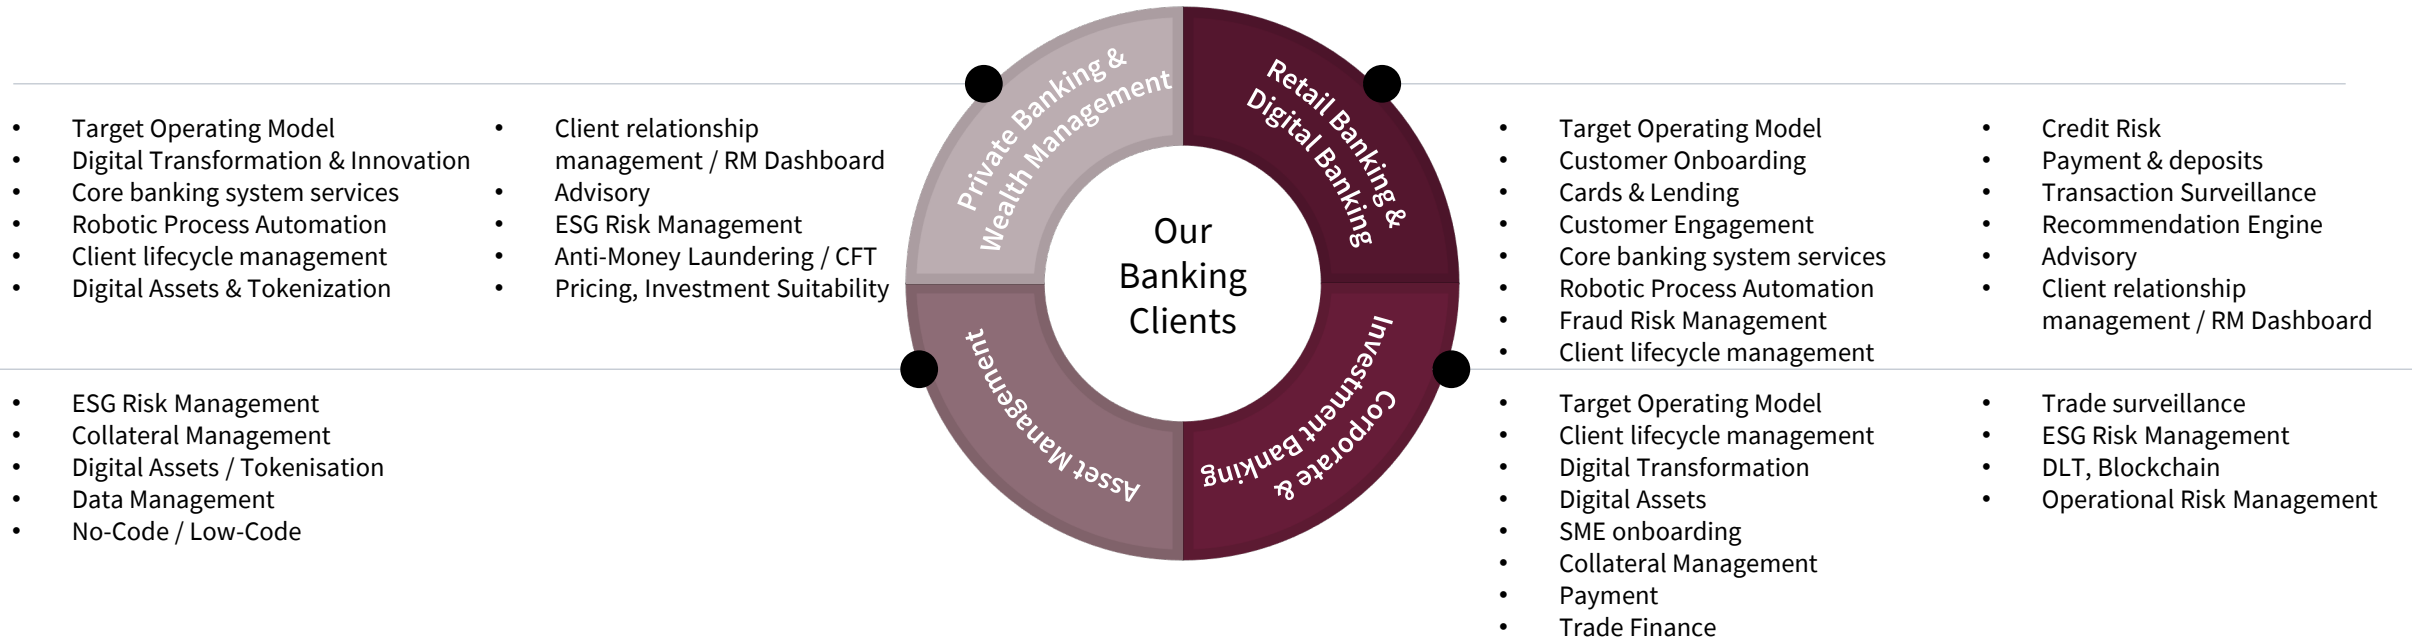 Private Banking &
Wealth Management
Retail Banking &
Digital Banking
Our
Banking
Clients
Asset Management
Corporate &
Investment Banking
• Target Operating Model
• Digital Transformation & Innovation
• Core banking system services
• Robotic Process Automation
• Client lifecycle management
• Digital Assets & Tokenization
• Client relationship
management / RM Dashboard
• Advisory
• ESG Risk Management
• Anti-Money Laundering / CFT
• Pricing, Investment Suitability
• Target Operating Model
• Customer Onboarding
• Cards & Lending
• Customer Engagement
• Core banking system services
• Robotic Process Automation
• Fraud Risk Management
• Client lifecycle management
• Credit Risk
• Payment & deposits
• Transaction Surveillance
• Recommendation Engine
• Advisory
• Client relationship
management / RM Dashboard
• ESG Risk Management
• Collateral Management
• Digital Assets / Tokenisation
• Data Management
• No-Code / Low-Code
• Target Operating Model
• Client lifecycle management
• Digital Transformation
• Digital Assets
• SME onboarding
• Collateral Management
• Payment
• Trade Finance
• Trade surveillance
• ESG Risk Management
• DLT, Blockchain
• Operational Risk Management